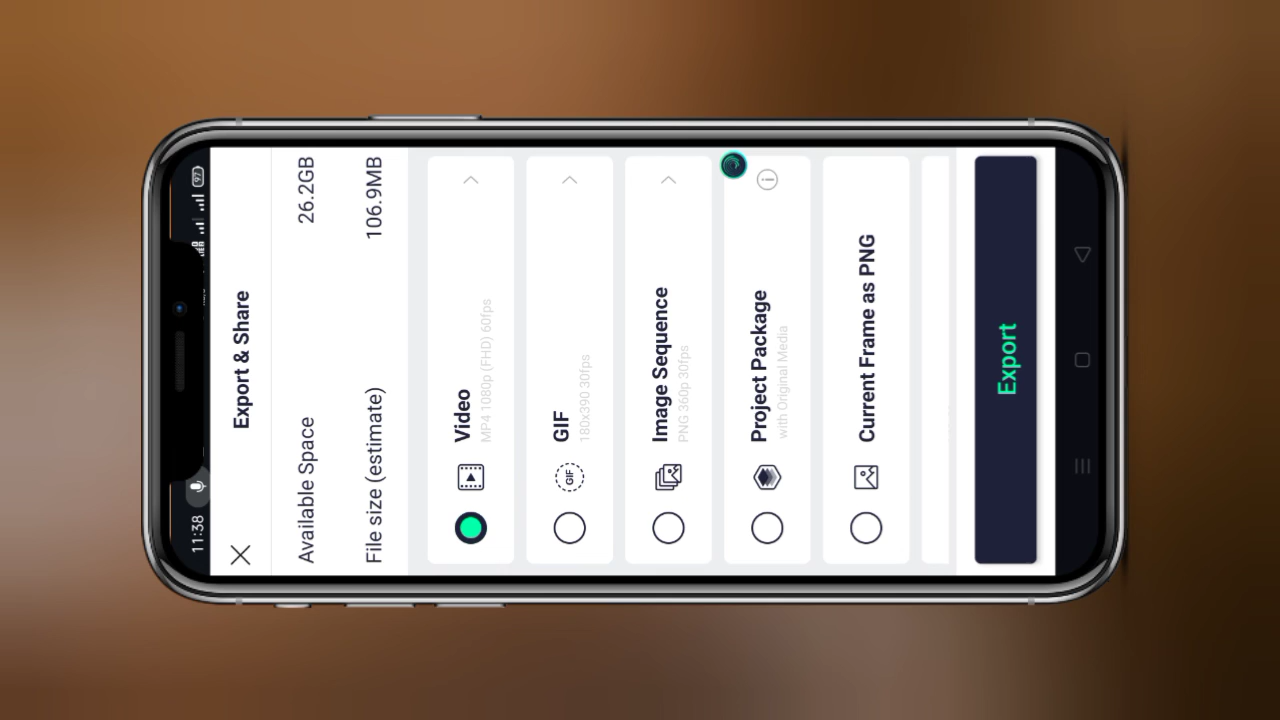 11:38
97
Export & Share
Available Space 26.2GB
File size (estimate) 106.9MB
Video
MP4 1080p (FHD) 60fps
GIF
GIF
180x390 30fps
Image Sequence
PNG 360p 30fps
Project Package
with Original Media
Current Frame as PNG
Export